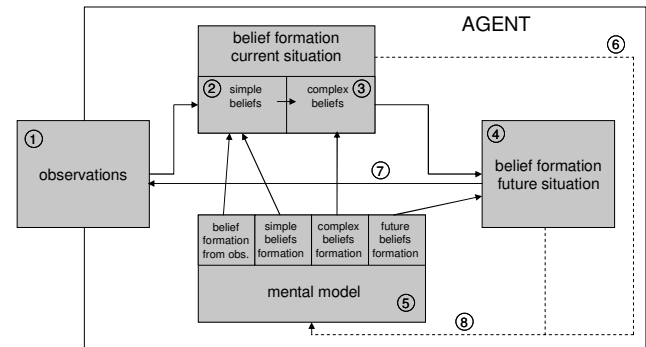 AGENT
belief formation
current situation
⑥
② simple
beliefs
complex ③
beliefs
①
observations
④
belief formation
future situation
⑦
belief
formation
from obs.
simple
beliefs
formation
complex
beliefs
formation
future
beliefs
formation
mental model
⑤
⑧